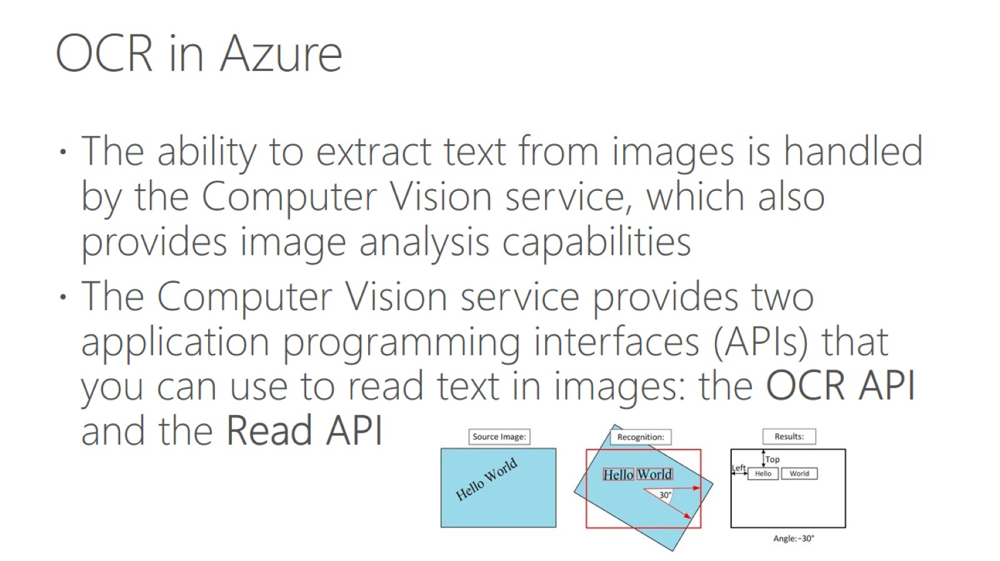 OCR in Azure
• The ability to extract text from images is handled
by the Computer Vision service, which also
provides image analysis capabilities
• The Computer Vision service provides two
application programming interfaces (APIs) that
you can use to read text in images: the OCR API
and the Read API
Source Image:
Hello World
Recognition:
Hello World
30°
Results:
Top
Left
Hello World
Angle:-30°